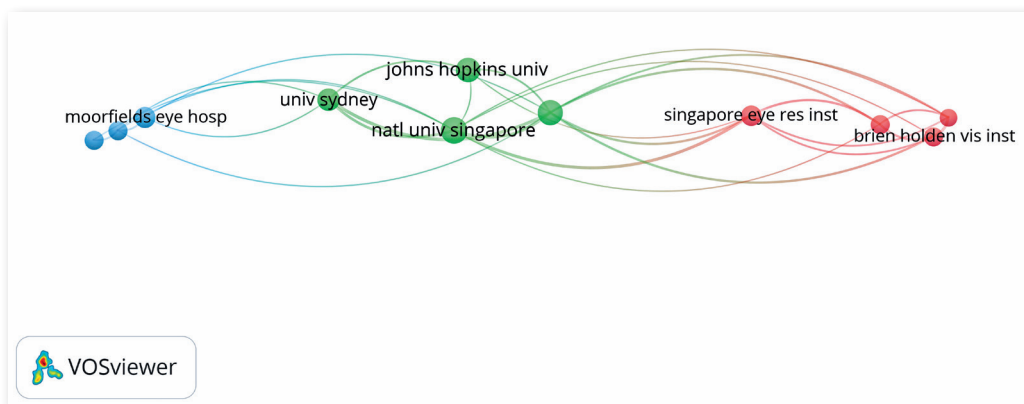 johns hopkins univ
univ sydney
moorfields eye hosp
natl univ singapore
singapore eye res inst
brien holden vis inst
VOSviewer